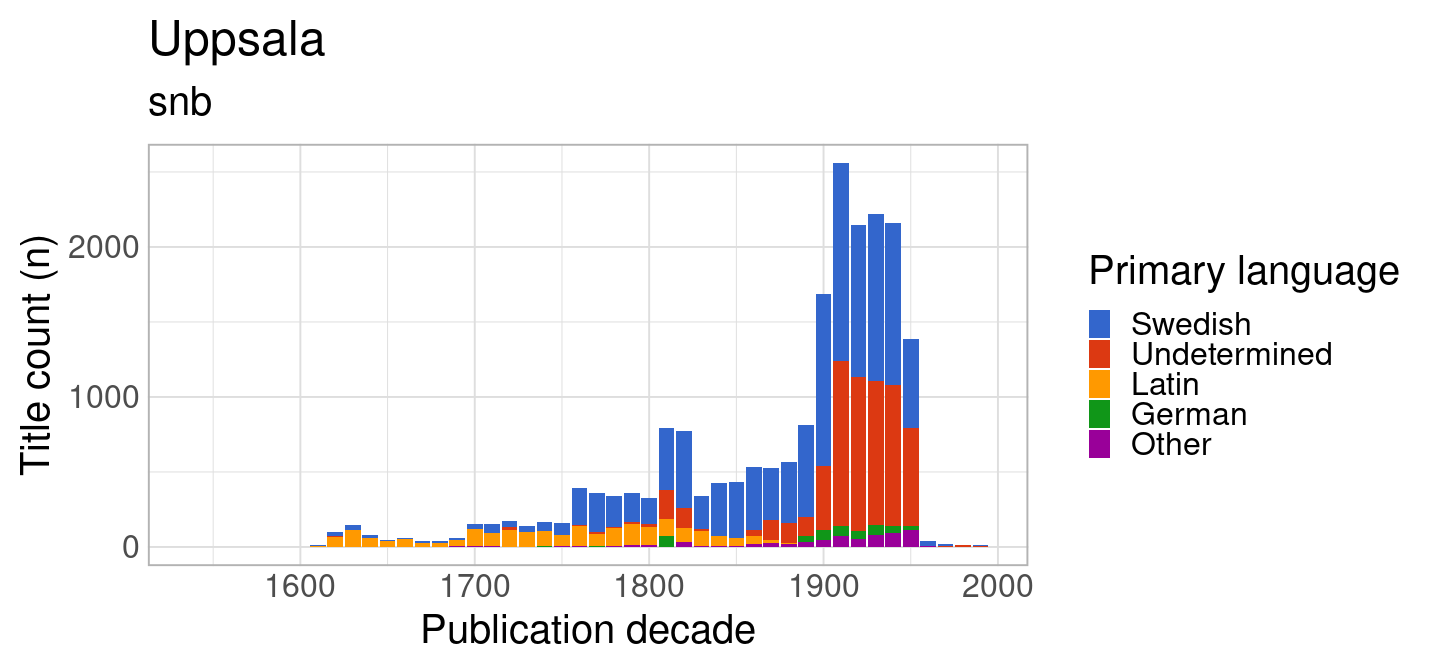 Uppsala
snb
Title count (n)
2000
1000
0
1600 1700 1800 1900 2000
Publication decade
Primary language
Swedish
Undetermined
Latin
German
Other